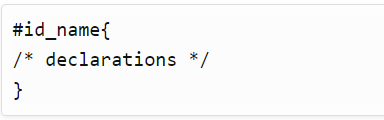 #id_name{
/* declarations */
}